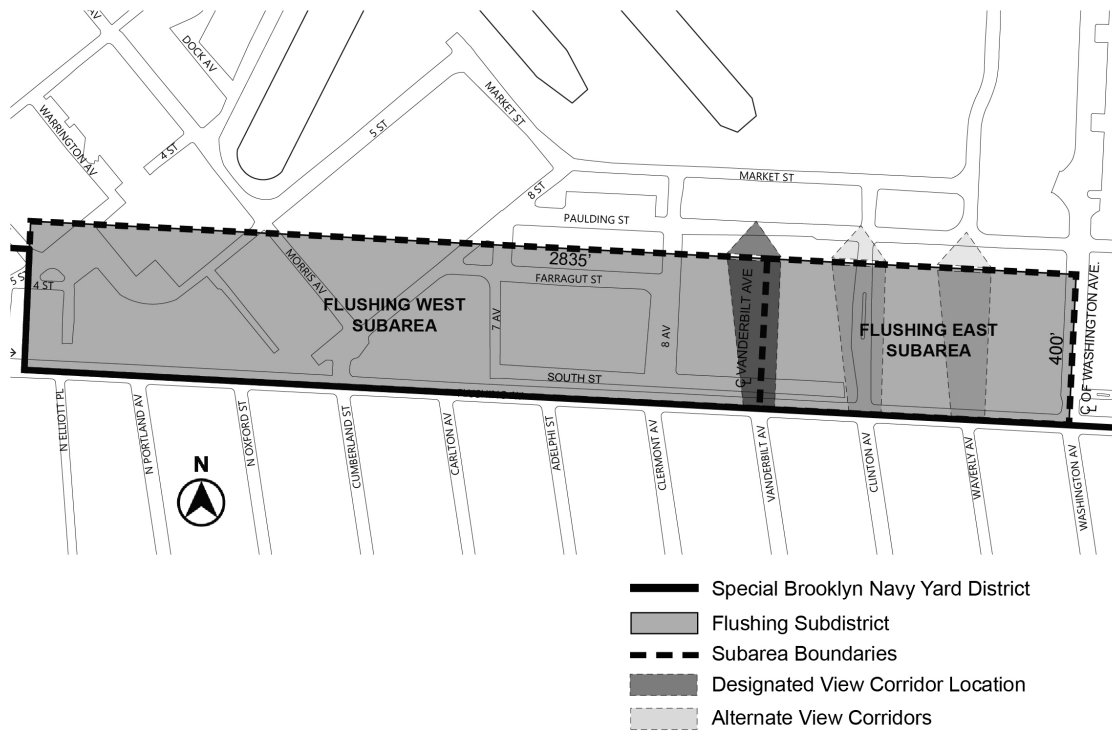 AV
DOCK AV
WARRINGTON AV
4 ST
5 ST
MARKET ST
8 ST
MARKET ST
PAULDING ST
2835'
FARRAGUT ST
MORRIS AV
4 ST
FLUSHING WEST
SUBAREA
7 AV
8 AV
SOUTH ST
℄ VANDERBILT AVE
FLUSHING EAST
SUBAREA
400'
℄ OF WASHINGTON AVE.
N ELLIOTT PL
N PORTLAND AV
N OXFORD ST
CUMBERLAND ST
CARLTON AV
ADELPHI ST
CLERMONT AV
VANDERBILT AV
CLINTON AV
WAVERLY AV
WASHINGTON AV
N
Special Brooklyn Navy Yard District
Flushing Subdistrict
Subarea Boundaries
Designated View Corridor Location
Alternate View Corridors